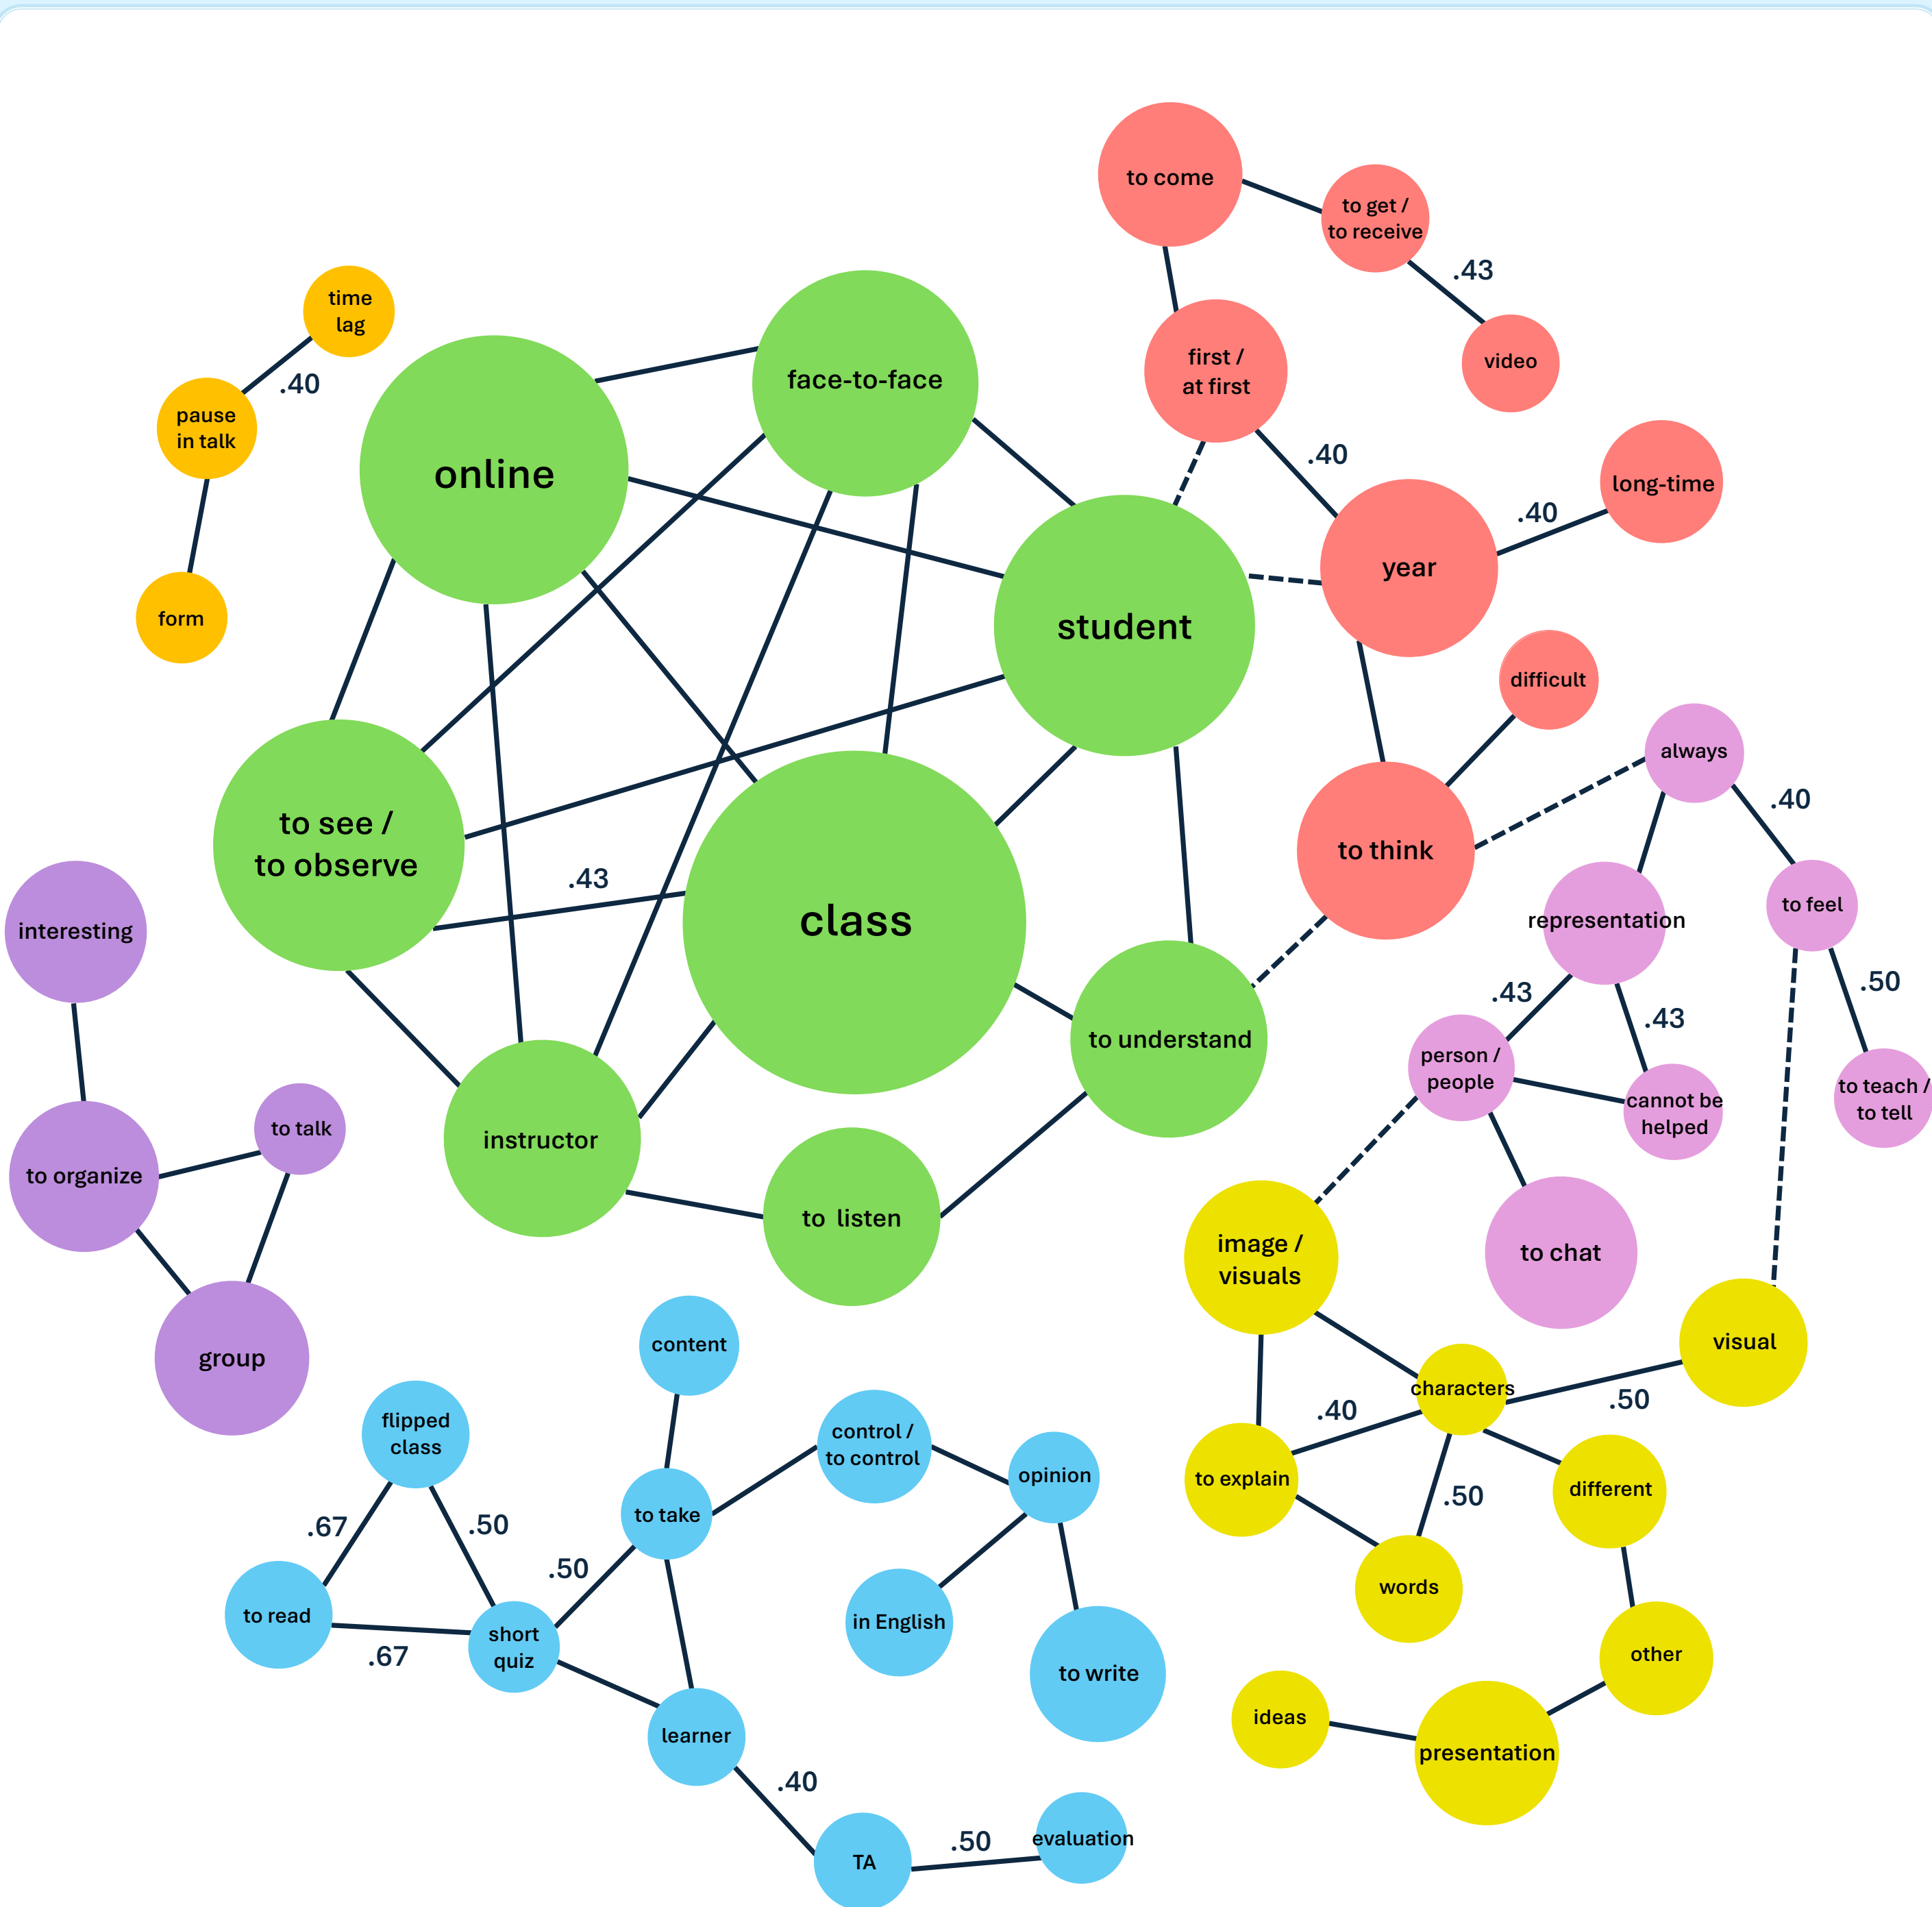 to come
to get /
to receive
.43
time
lag
first /
at first
video
face-to-face
.40
pause
in talk
.40
online
long-time
.40
year
form
student
difficult
always
.40
to see /
to observe
to think
.43
class
interesting
representation
to feel
.43
.50
.43
to understand
person /
people
cannot be
helped
to teach /
to tell
to talk
instructor
to organize
to listen
image /
visuals
to chat
visual
group
content
characters
.40
.50
flipped
class
control /
to control
opinion
to explain
different
.50
.67
.50
to take
.50
words
to read
short
quiz
in English
.67
to write
other
learner
ideas
presentation
.40
TA
.50
evaluation